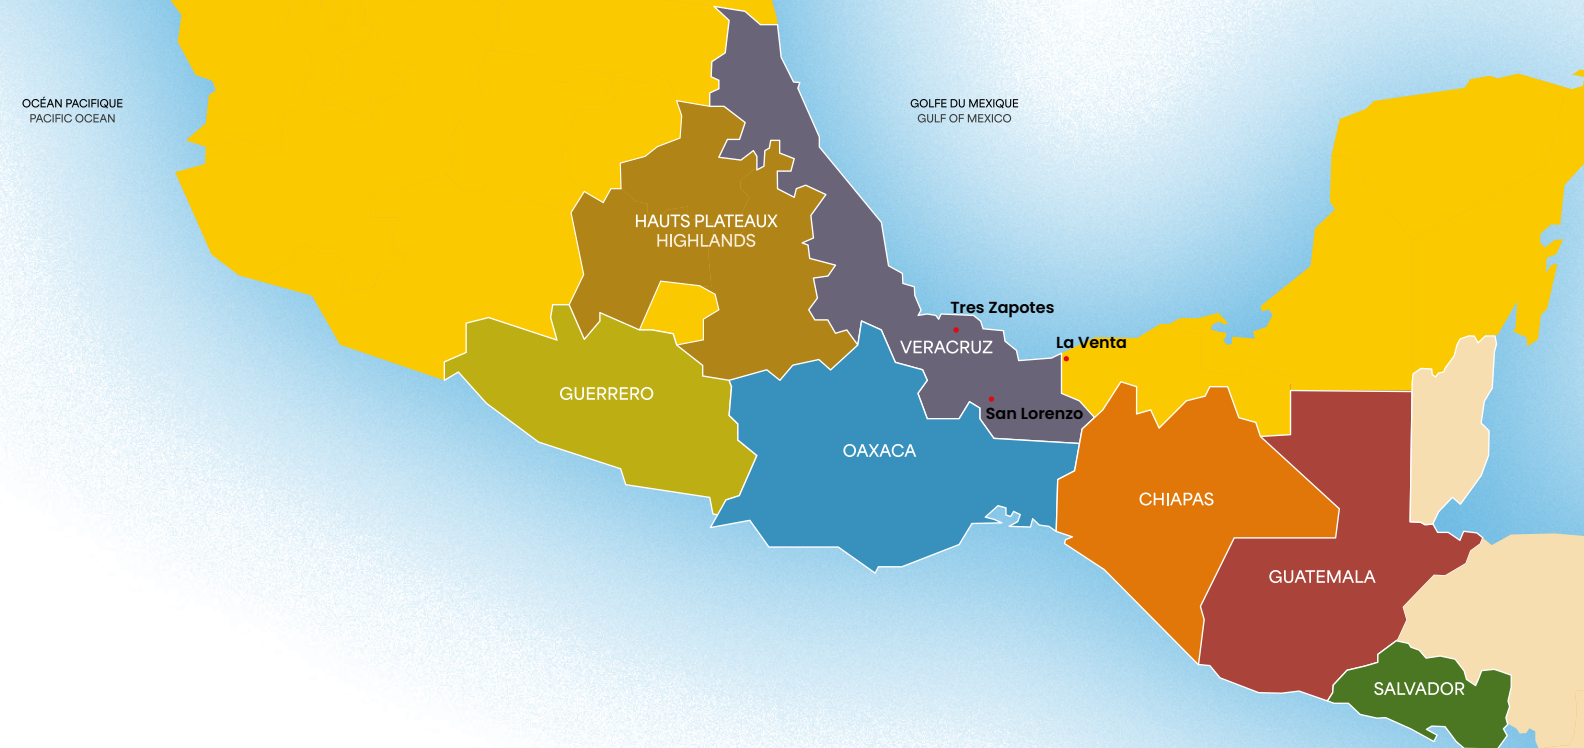 OCÉAN PACIFIQUE
PACIFIC OCEAN
GOLFE DU MEXIQUE
GULF OF MEXICO
HAUTS PLATEAUX
HIGHLANDS
Tres Zapotes
VERACRUZ
La Venta
GUERRERO
San Lorenzo
OAXACA
CHIAPAS
GUATEMALA
SALVADOR